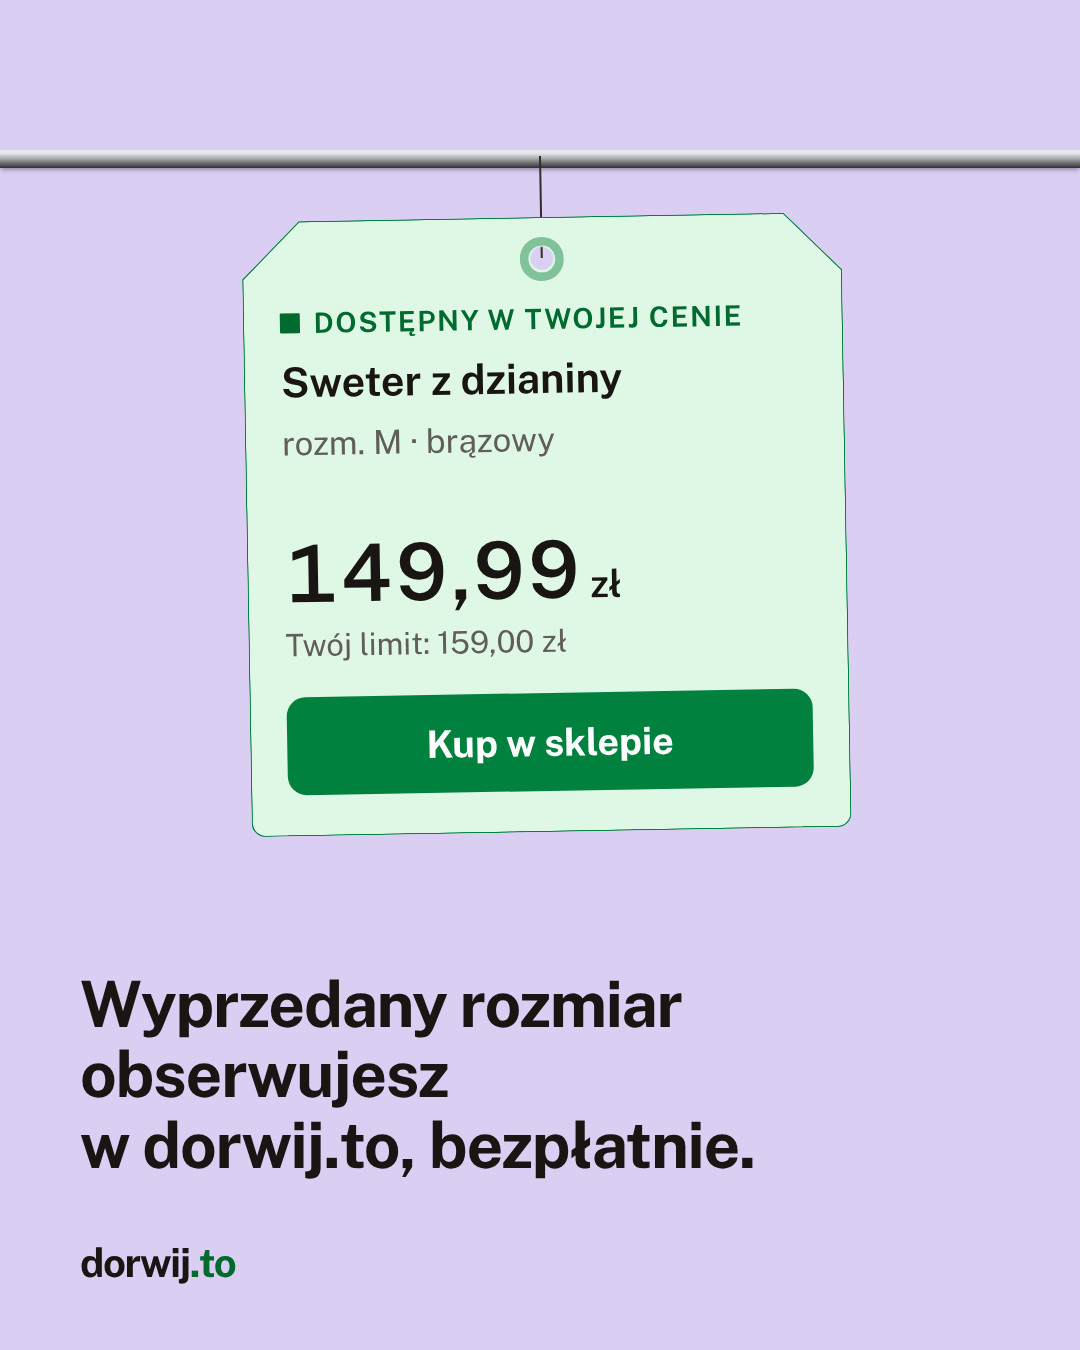 DOSTĘPNY W TWOJEJ CENIE
Sweter z dzianiny
rozm. M · brązowy
149,99 zł
Twój limit: 159,00 zł
Kup w sklepie
Wyprzedany rozmiar
obserwujesz
w dorwij.to, bezpłatnie.
dorwij.to